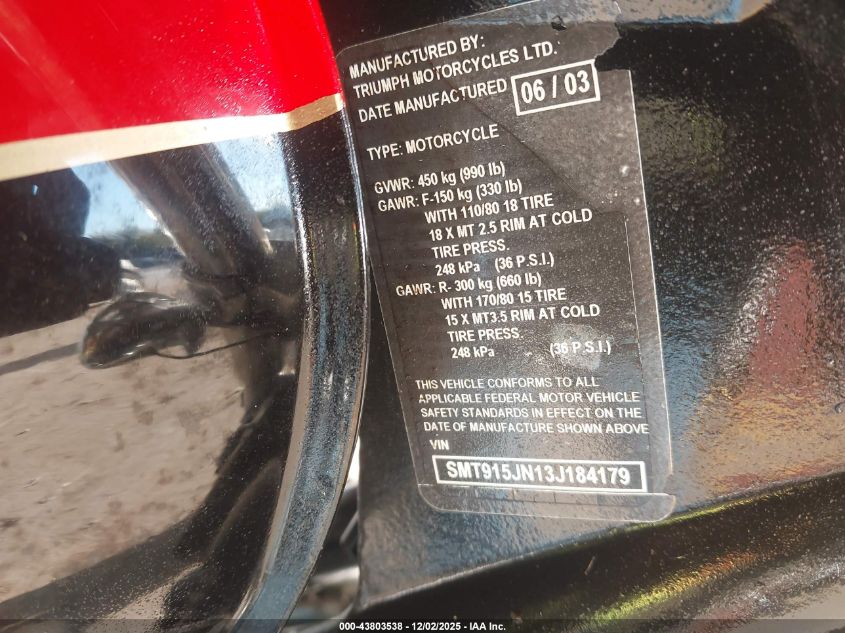 MANUFACTURED BY:
TRIUMPH MOTORCYCLES LTD.
DATE MANUFACTURED 06 / 03
TYPE: MOTORCYCLE
GVWR: 450 kg (990 lb)
GAWR: F-150 kg (330 lb)
WITH 110/80 18 TIRE
18 X MT 2.5 RIM AT COLD
TIRE PRESS.
248 kPa (36 P.S.I.)
GAWR: R- 300 kg (660 lb)
WITH 170/80 15 TIRE
15 X MT3.5 RIM AT COLD
TIRE PRESS.
248 kPa (36 P.S.I.)
THIS VEHICLE CONFORMS TO ALL
APPLICABLE FEDERAL MOTOR VEHICLE
SAFETY STANDARDS IN EFFECT ON THE
DATE OF MANUFACTURE SHOWN ABOVE
VIN
SMT915JN13J184179
000-43803538 • 12/02/2025 - IAA Inc.